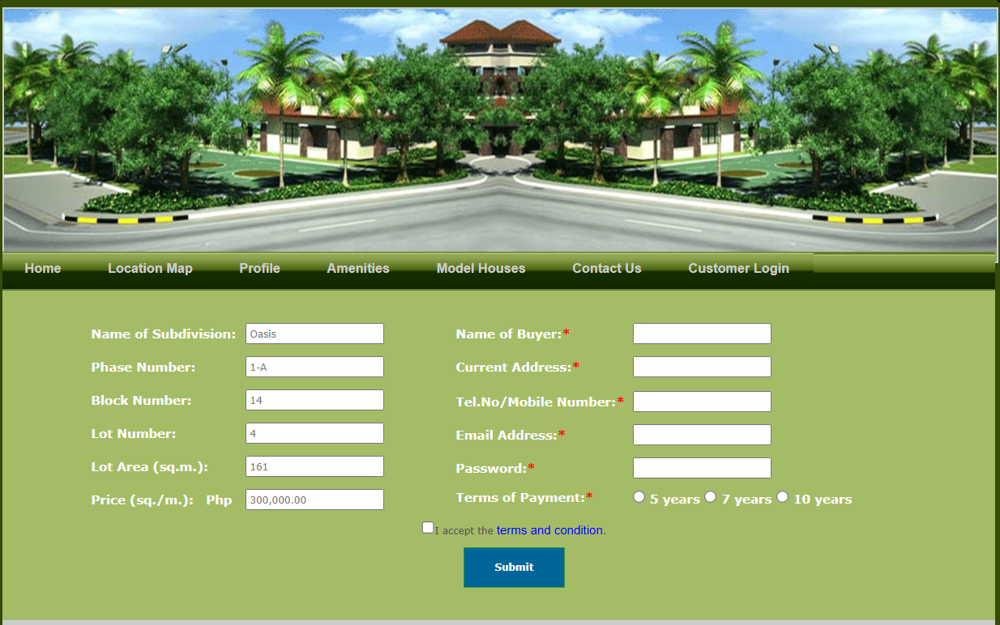 Home Location Map Profile Amenities Model Houses Contact Us Customer Login
Name of Subdivision: Oasis
Phase Number: 1-A
Block Number: 14
Lot Number: 4
Lot Area (sq.m.): 161
Price (sq./m.): Php 300,000.00
Name of Buyer:*
Current Address:*
Tel.No/Mobile Number:*
Email Address:*
Password:*
Terms of Payment:* 5 years 7 years 10 years
I accept the terms and condition.
Submit